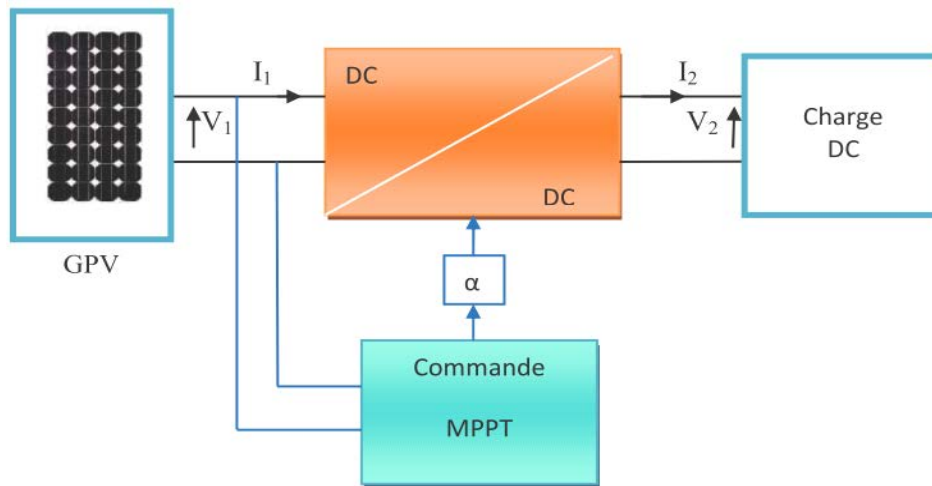 DC
I₁
I₂
V₁
V₂
Charge
DC
DC
GPV
α
Commande
MPPT